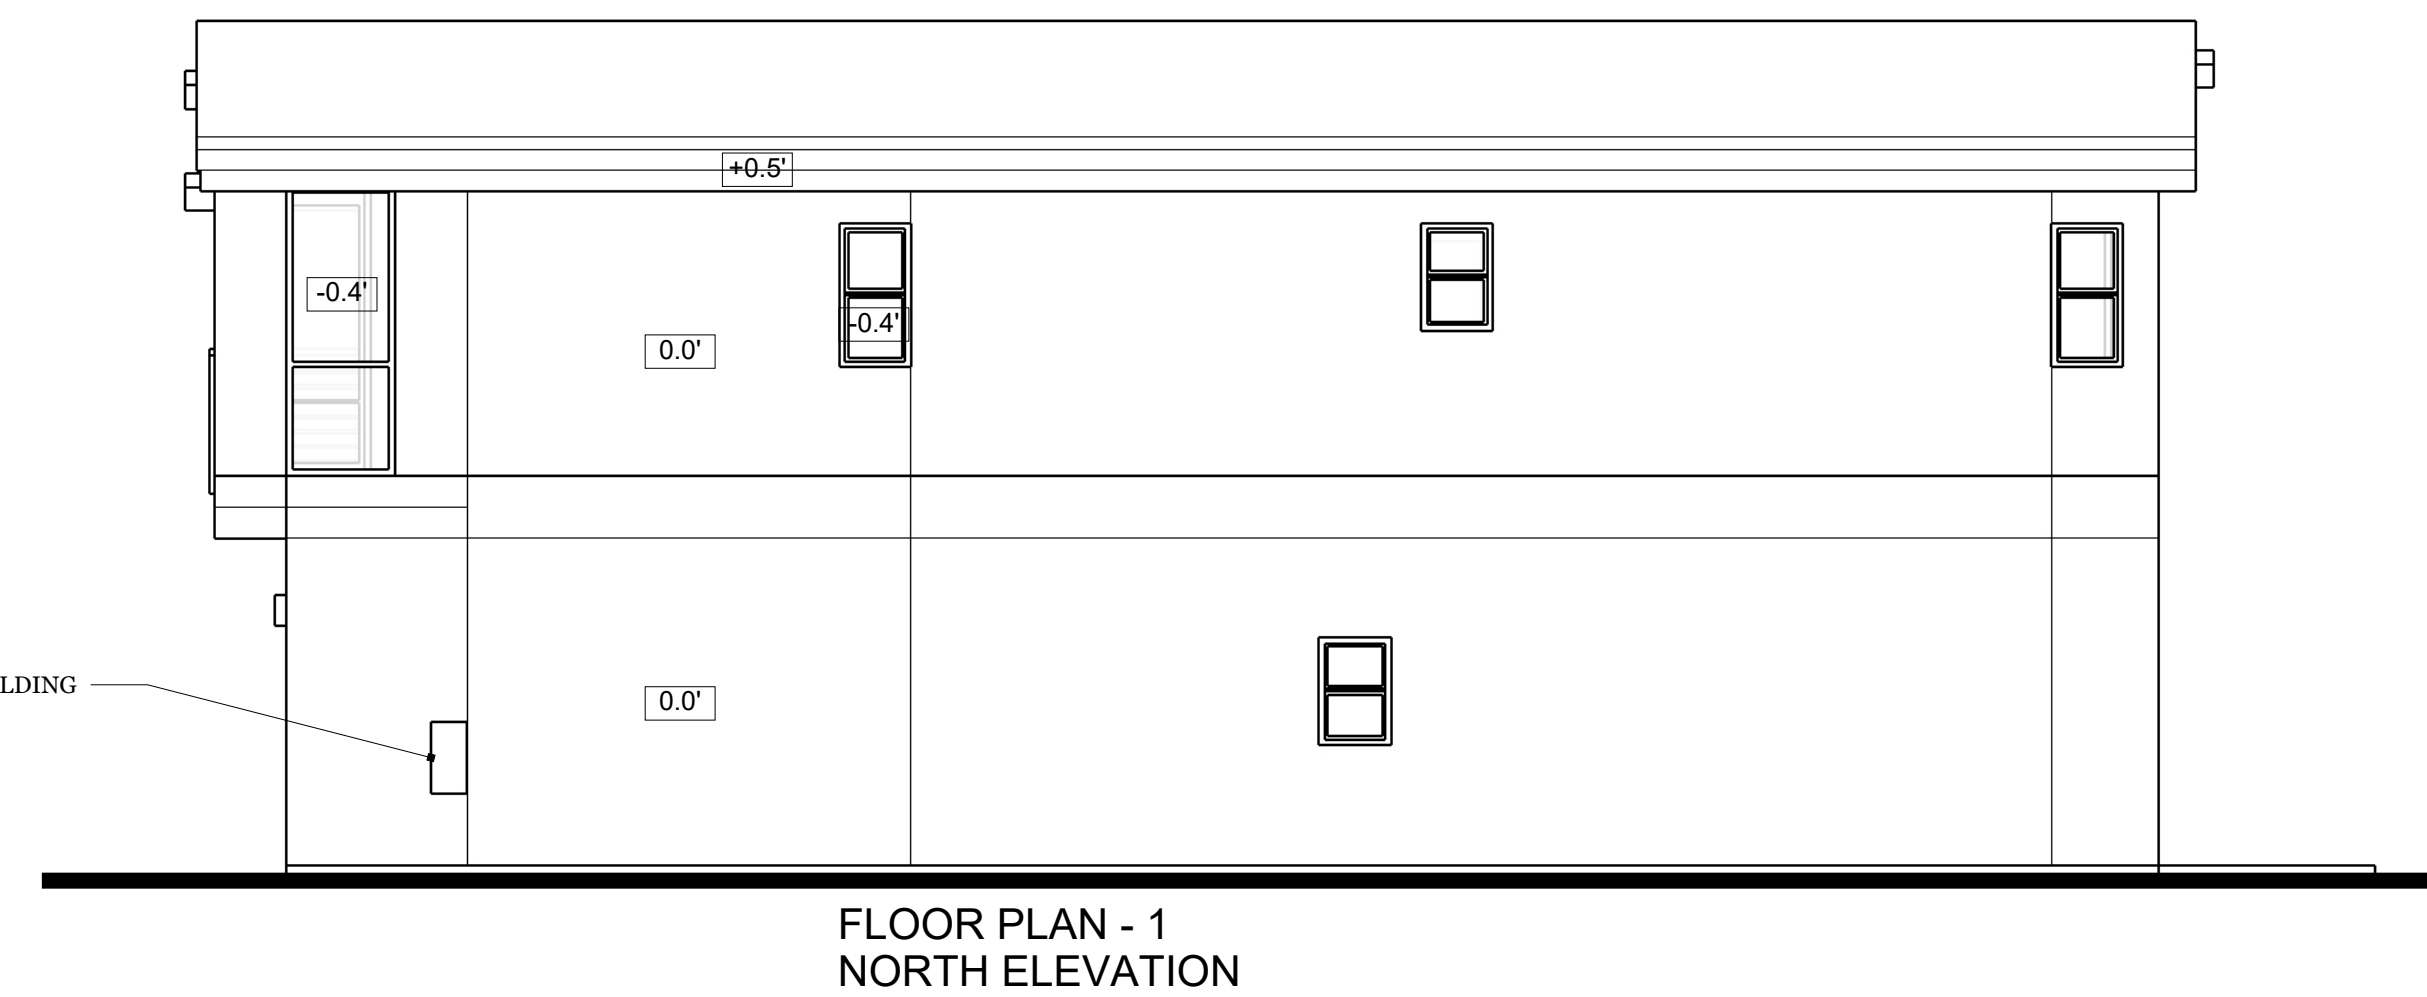 +0.5'
-0.4'
-0.4'
0.0'
LDING
0.0'
FLOOR PLAN - 1
NORTH ELEVATION